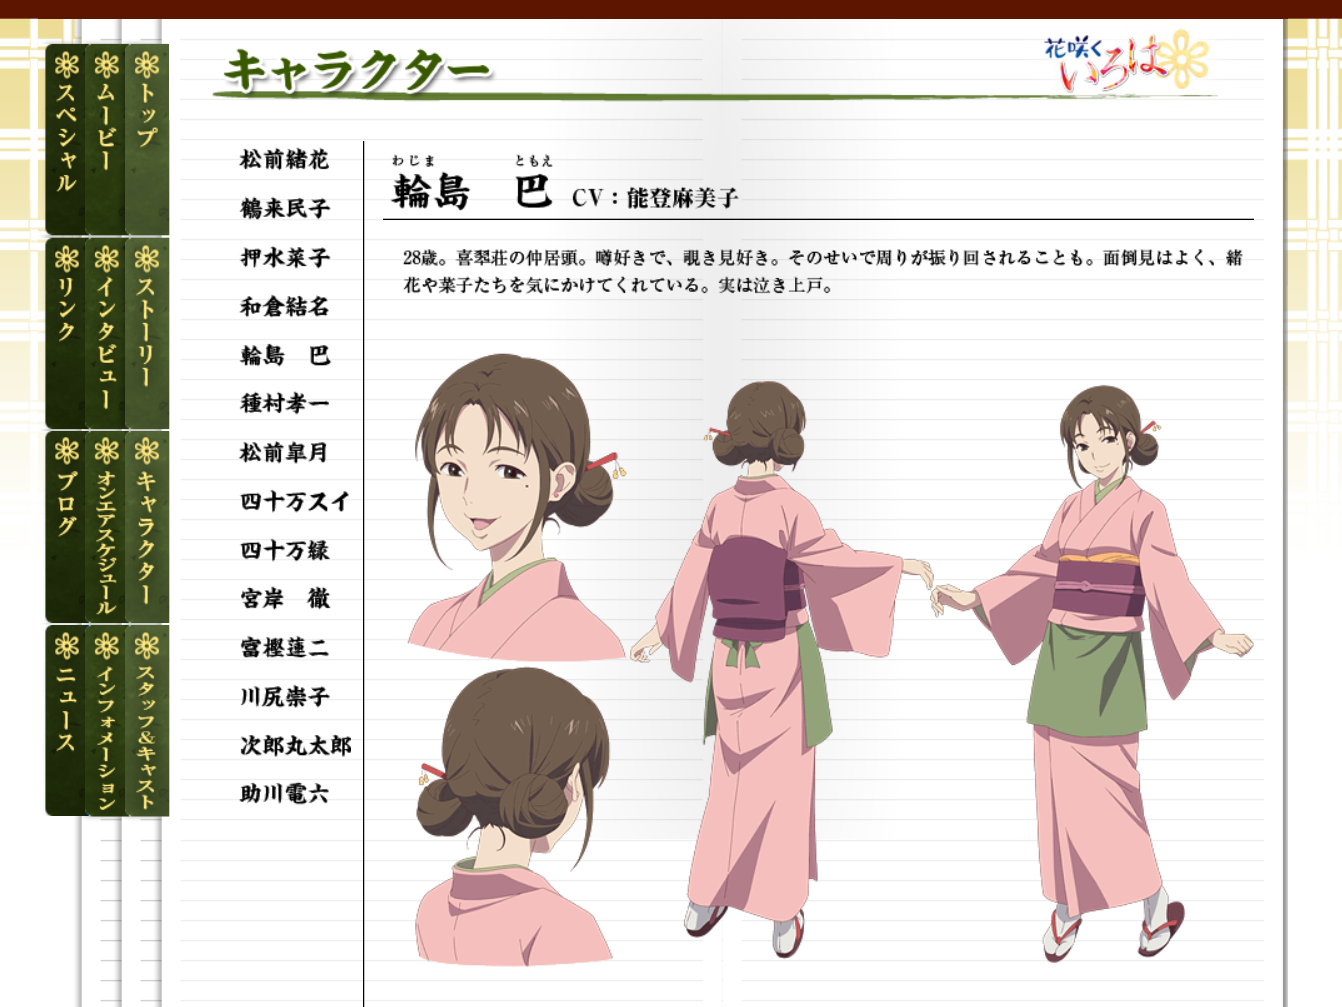 キャラクター
花咲く
いろは
トップ
ムービー
スペシャル
ストーリー
インタビュー
リンク
キャラクター
オンエアスケジュール
ブログ
スタッフ&キャスト
インフォメーション
ニュース
松前緒花
鶴来民子
押水菜子
和倉結名
輪島 巴
種村孝一
松前皐月
四十万スイ
四十万縁
宮岸 徹
富樫蓮二
川尻崇子
次郎丸太郎
助川電六
わじま ともえ
輪島 巴 CV：能登麻美子
28歳。喜翆荘の仲居頭。噂好きで、覗き見好き。そのせいで周りが振り回されることも。面倒見はよく、緒
花や菜子たちを気にかけてくれている。実は泣き上戸。